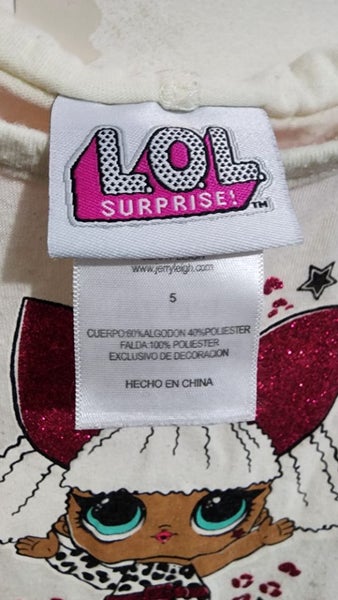 L.O.L.
SURPRISE!™
www.jerryleigh.com
5
CUERPO:60%ALGODON 40%POLIESTER
FALDA:100% POLIESTER
EXCLUSIVO DE DECORACION
HECHO EN CHINA